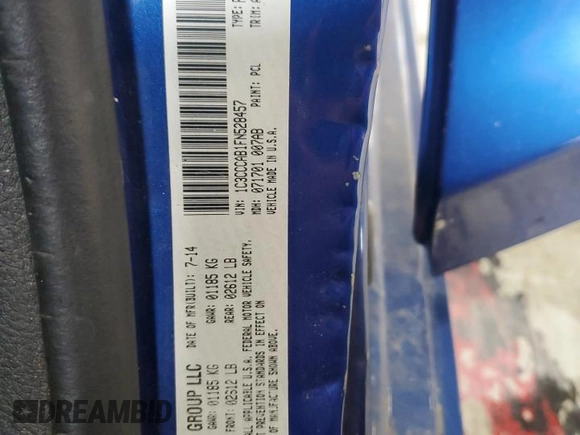 GROUP LLC
DATE OF MFR(BUILT): 7-14
GAWR: 01185 KG
GAWR: 01185 KG
FRONT: 02612 LB
REAR: 02612 LB
ALL APPLICABLE U.S.A. FEDERAL MOTOR VEHICLE SAFETY,
PREVENTION STANDARDS IN EFFECT ON
OF MANUFACTURE SHOWN ABOVE.
VIN: 1C3CCCAB1FN528457
TYPE:
MDH: 071701 007AB
PAINT: PCL
TRIM:
VEHICLE MADE IN U.S.A.
DREAMBID